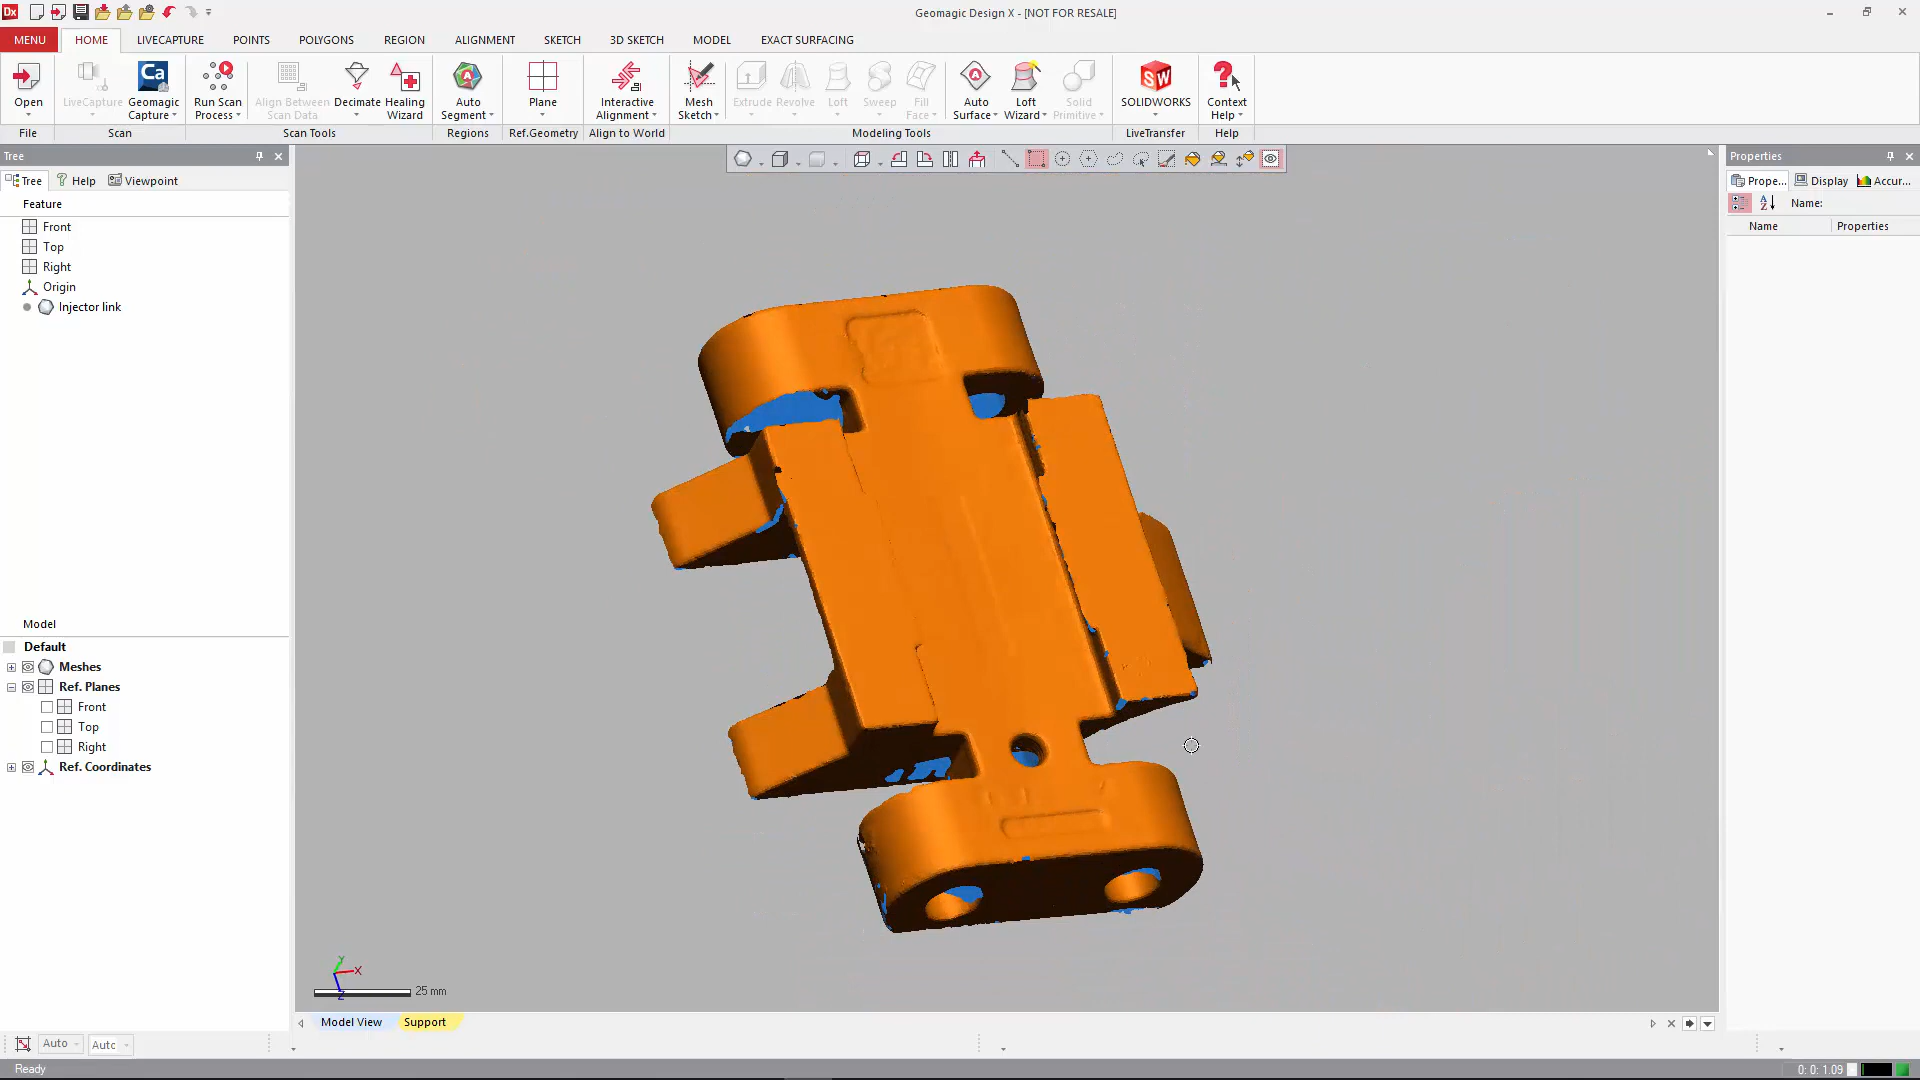 Dx
Geomagic Design X - [NOT FOR RESALE]
MENU HOME LIVECAPTURE POINTS POLYGONS REGION ALIGNMENT SKETCH 3D SKETCH MODEL EXACT SURFACING
Ca A A A SW ?
Open LiveCapture Geomagic Capture Run Scan Process Align Between Scan Data Decimate Healing Wizard Auto Segment Plane Interactive Alignment Mesh Sketch Extrude Revolve Loft Sweep Fill Face Auto Surface Loft Wizard Solid Primitive SOLIDWORKS Context Help
File Scan Scan Tools Regions Ref.Geometry Align to World Modeling Tools LiveTransfer Help
Tree
Tree ? Help Viewpoint
Feature
Front
Top
Right
Origin
Injector link
Model
Default
Meshes
Ref. Planes
Front
Top
Right
Ref. Coordinates
Properties
Prope... Display Accur...
A Z Name:
Name Properties
Y
X
Z
25 mm
Model View Support
Auto Autc
Ready
0: 0: 1.09